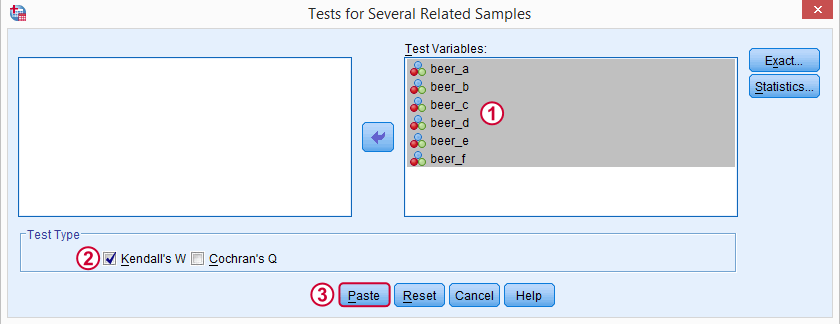 Tests for Several Related Samples
Test Variables:
beer_a
beer_b
beer_c
beer_d
beer_e
beer_f
1
Exact...
Statistics...
Test Type
2 Kendall's W Cochran's Q
3 Paste Reset Cancel Help